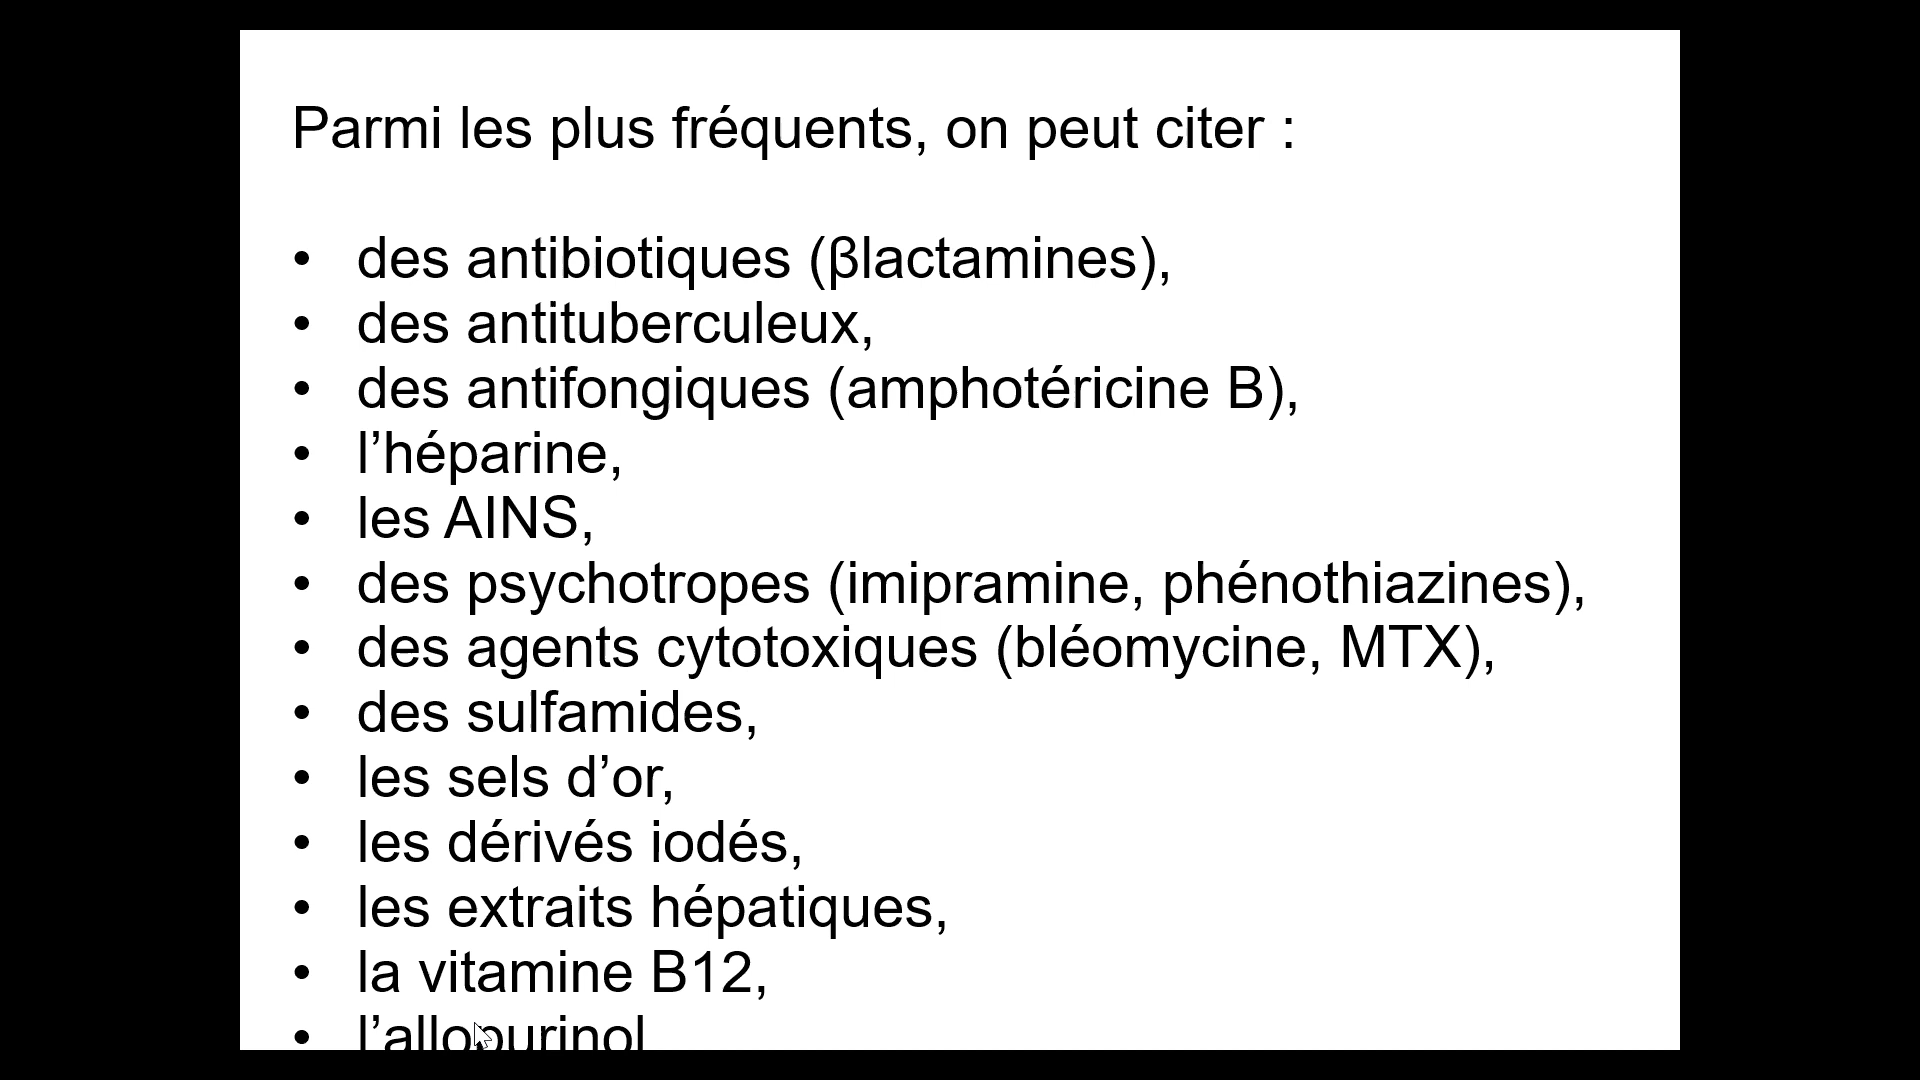 Parmi les plus fréquents, on peut citer :
• des antibiotiques (βlactamines),
• des antituberculeux,
• des antifongiques (amphotéricine B),
• l’héparine,
• les AINS,
• des psychotropes (imipramine, phénothiazines),
• des agents cytotoxiques (bléomycine, MTX),
• des sulfamides,
• les sels d’or,
• les dérivés iodés,
• les extraits hépatiques,
• la vitamine B12,
• l’allopurinol